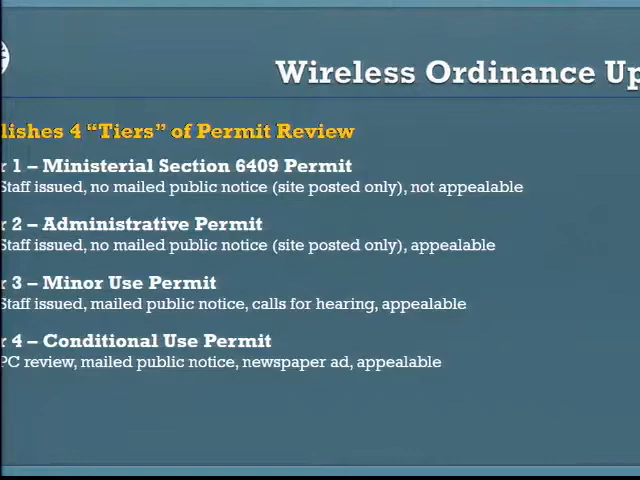 Wireless Ordinance Up
lishes 4 “Tiers” of Permit Review
r 1 – Ministerial Section 6409 Permit
Staff issued, no mailed public notice (site posted only), not appealable
r 2 – Administrative Permit
Staff issued, no mailed public notice (site posted only), appealable
r 3 – Minor Use Permit
Staff issued, mailed public notice, calls for hearing, appealable
r 4 – Conditional Use Permit
PC review, mailed public notice, newspaper ad, appealable